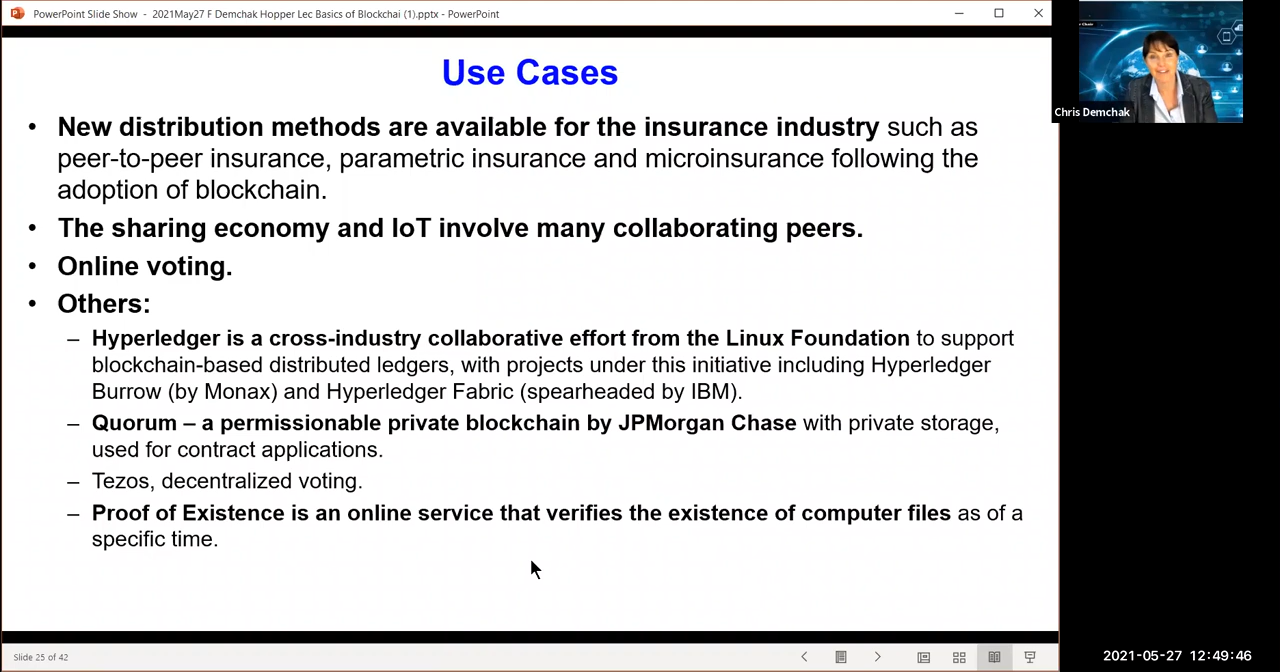 PowerPoint Slide Show - 2021May27 F Demchak Hopper Lec Basics of Blockchai (1).pptx - PowerPoint
Use Cases
• New distribution methods are available for the insurance industry such as
peer-to-peer insurance, parametric insurance and microinsurance following the
adoption of blockchain.
• The sharing economy and IoT involve many collaborating peers.
• Online voting.
• Others:
– Hyperledger is a cross-industry collaborative effort from the Linux Foundation to support
blockchain-based distributed ledgers, with projects under this initiative including Hyperledger
Burrow (by Monax) and Hyperledger Fabric (spearheaded by IBM).
– Quorum – a permissionable private blockchain by JPMorgan Chase with private storage,
used for contract applications.
– Tezos, decentralized voting.
– Proof of Existence is an online service that verifies the existence of computer files as of a
specific time.
Slide 25 of 42
Chris Demchak
2021-05-27 12:49:46